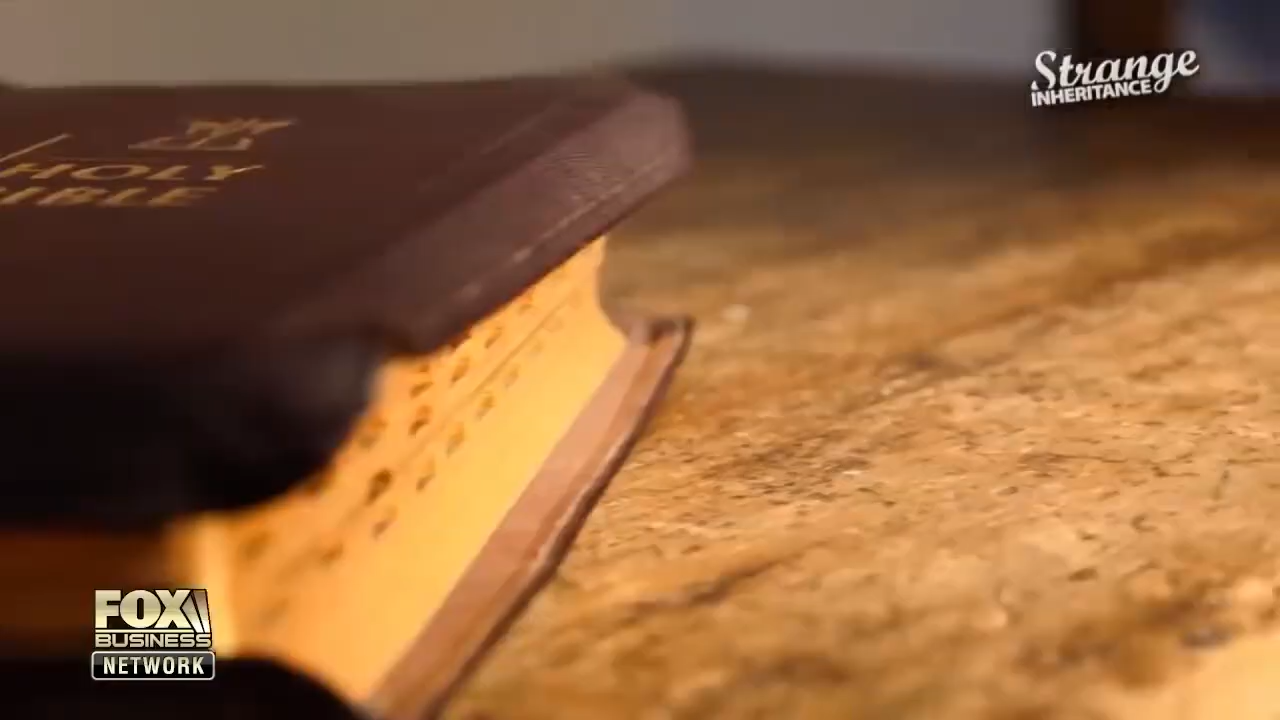 Strange
INHERITANCE
HOLY
BIBLE
FOX
BUSINESS
NETWORK